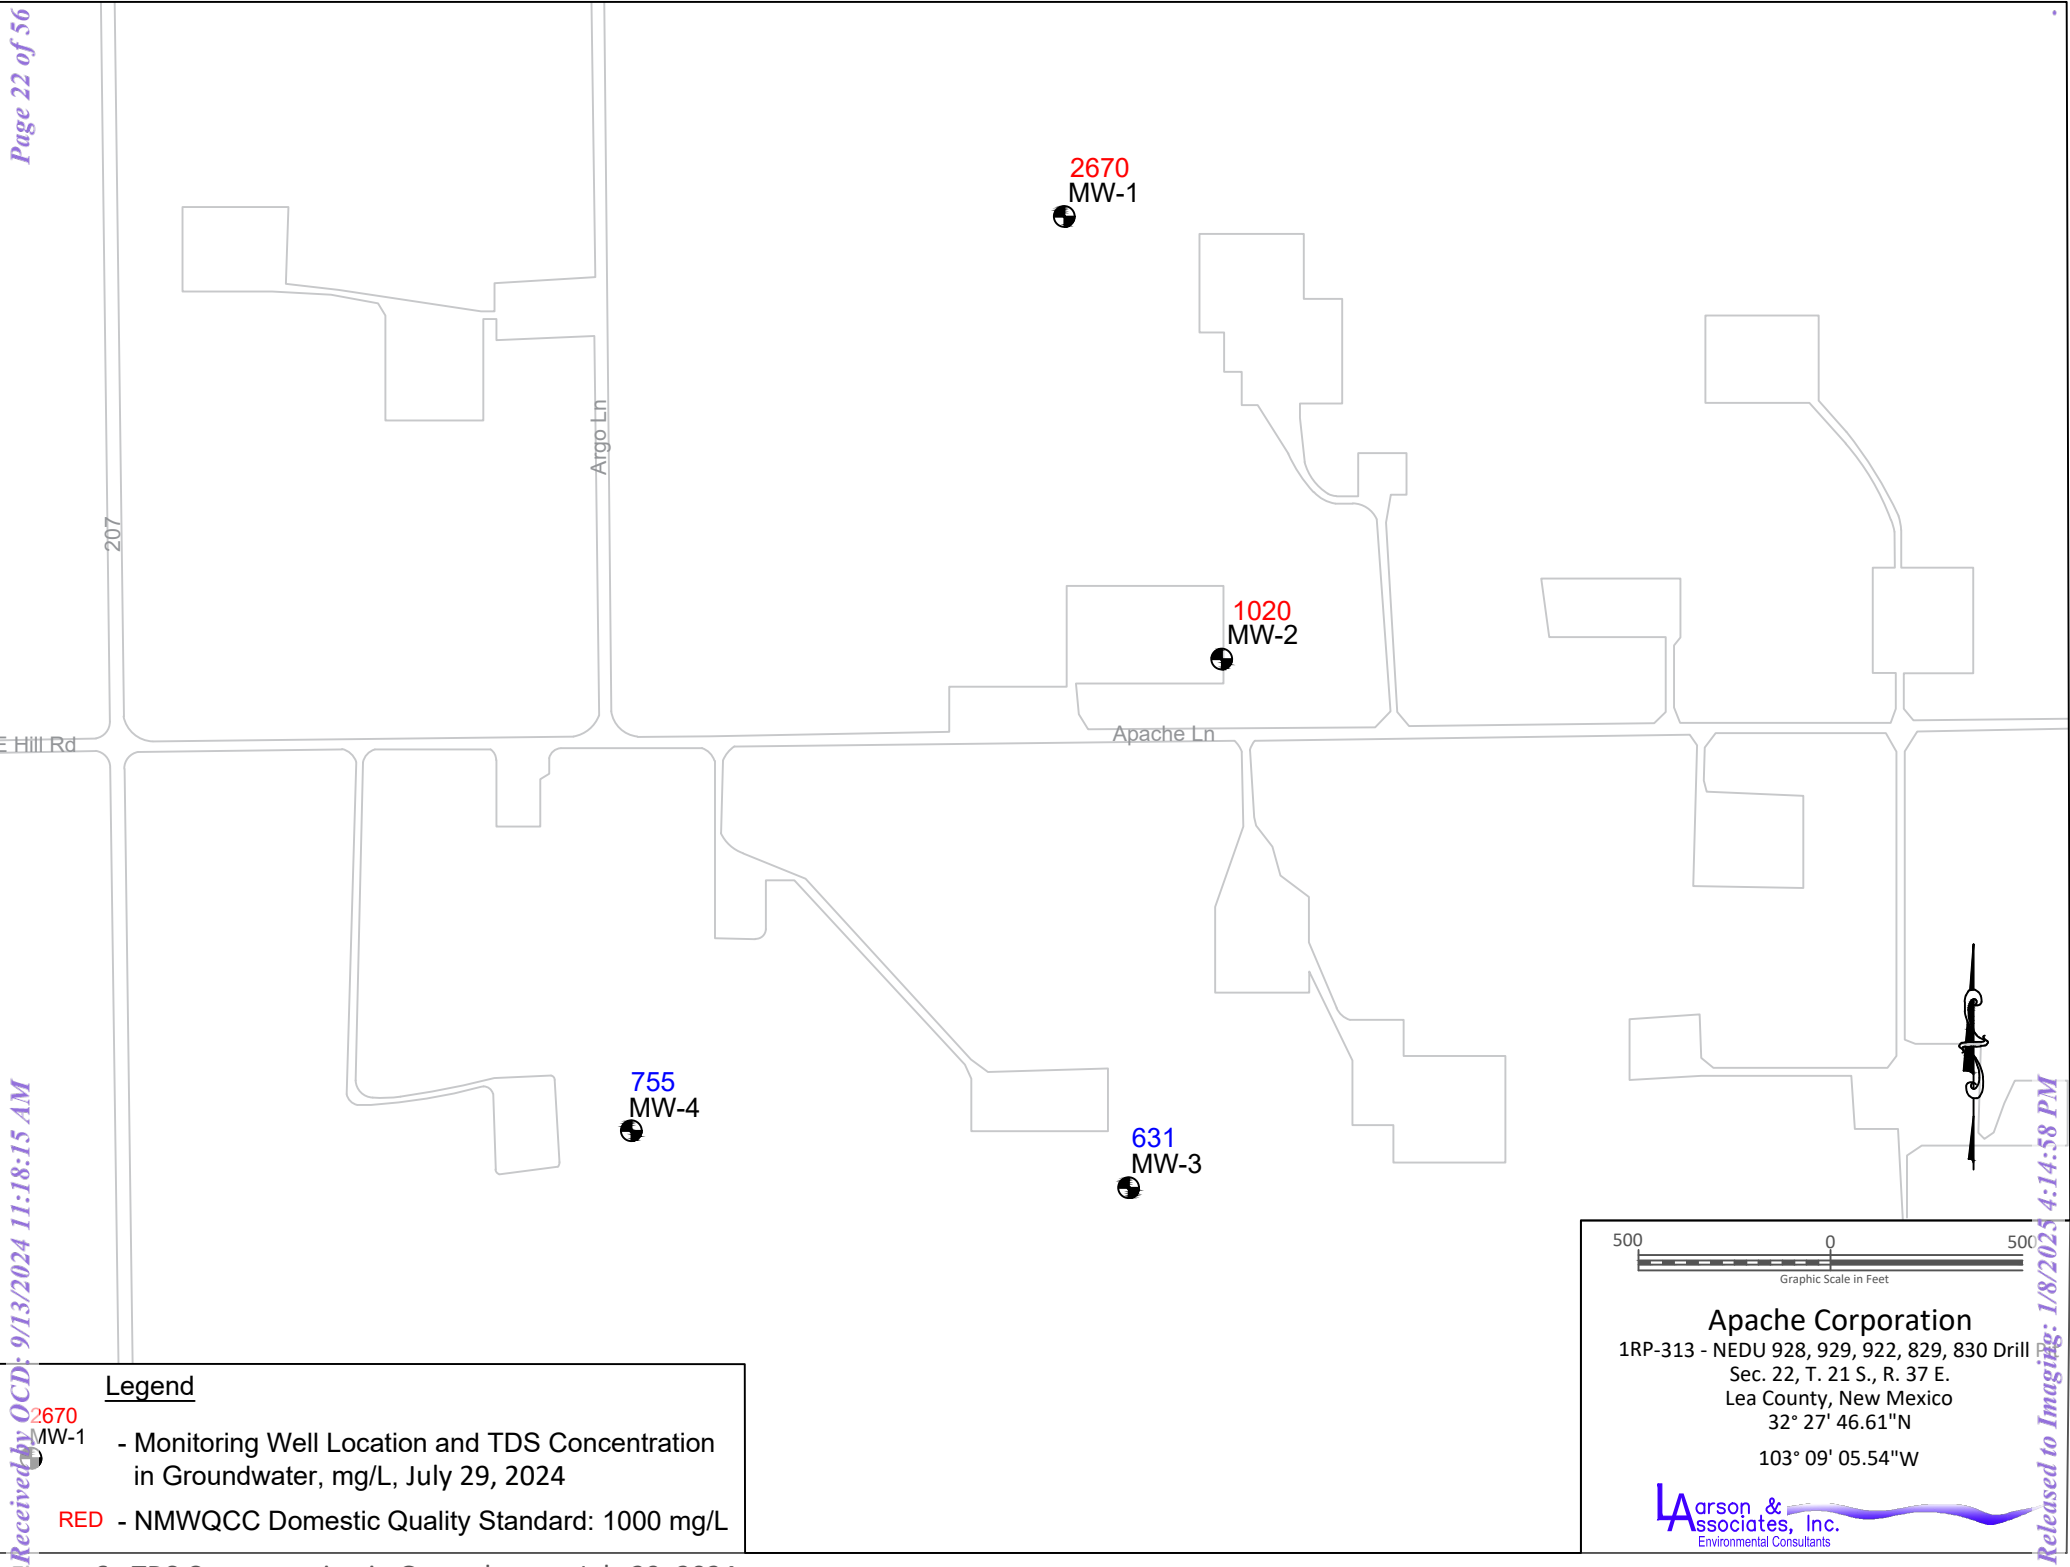 Page 22 of 56
2670
MW-1
Argo Ln
207
1020
MW-2
E Hill Rd
Apache Ln
755
MW-4
631
MW-3
Received by OCD: 9/13/2024 11:18:15 AM
Released to Imaging: 1/8/2025 4:14:58 PM
500 0 500
Graphic Scale in Feet
Apache Corporation
1RP-313 - NEDU 928, 929, 922, 829, 830 Drill
Sec. 22, T. 21 S., R. 37 E.
Lea County, New Mexico
32° 27' 46.61"N
103° 09' 05.54"W
Larson &
Associates, Inc.
Environmental Consultants
Legend
2670
MW-1
- Monitoring Well Location and TDS Concentration
in Groundwater, mg/L, July 29, 2024
RED - NMWQCC Domestic Quality Standard: 1000 mg/L